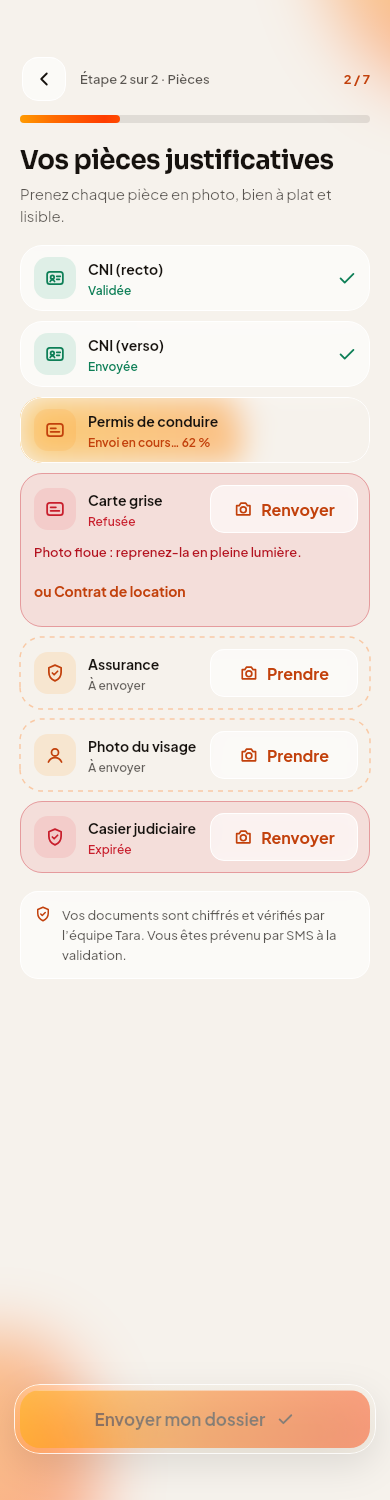 Étape 2 sur 2 · Pièces
2 / 7
Vos pièces justificatives
Prenez chaque pièce en photo, bien à plat et
lisible.
CNI (recto)
Validée
CNI (verso)
Envoyée
Permis de conduire
Envoi en cours… 62 %
Carte grise
Refusée
Renvoyer
Photo floue : reprenez-la en pleine lumière.
ou Contrat de location
Assurance
À envoyer
Prendre
Photo du visage
À envoyer
Prendre
Casier judiciaire
Expirée
Renvoyer
Vos documents sont chiffrés et vérifiés par
l'équipe Tara. Vous êtes prévenu par SMS à la
validation.
Envoyer mon dossier